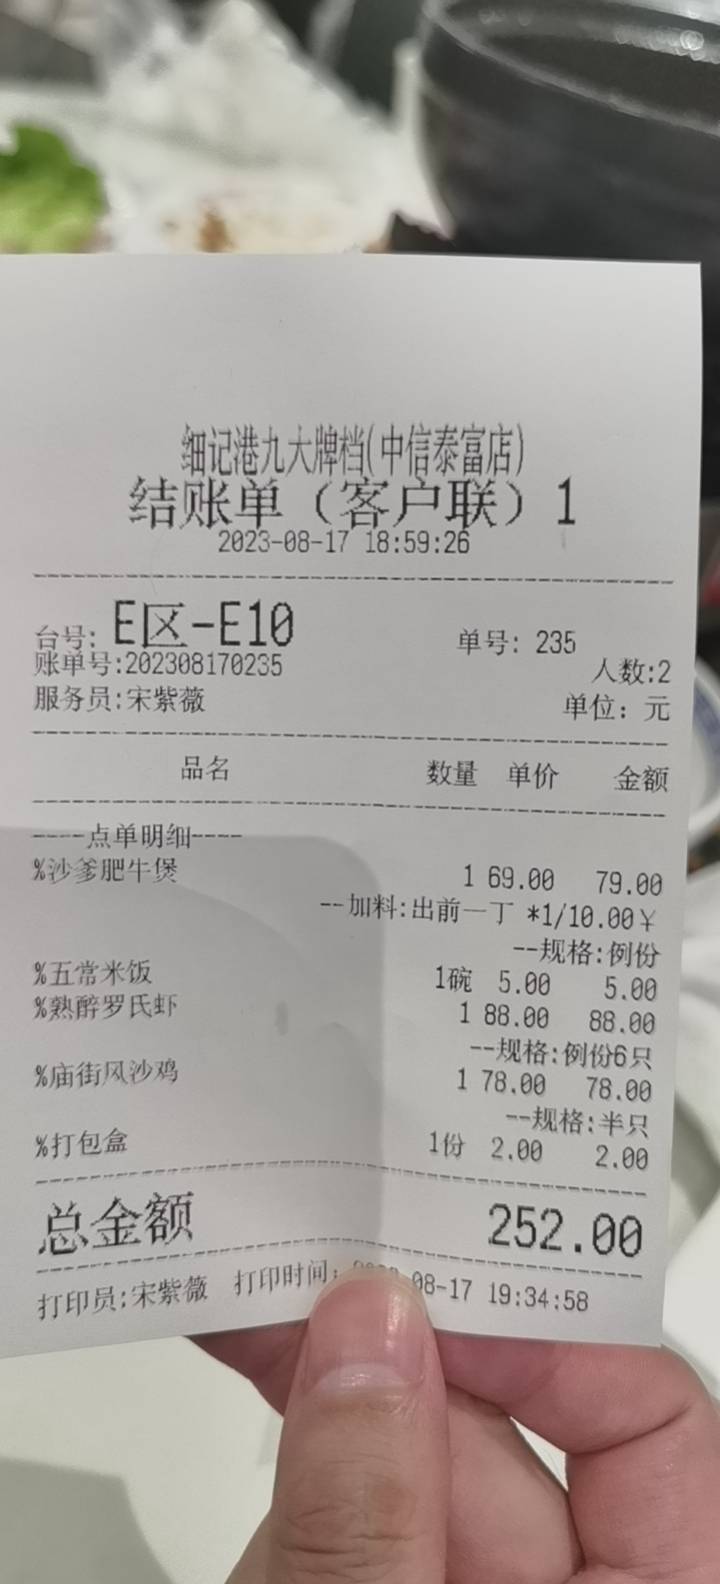 细记港九大牌档(中信泰富店)
结账单（客户联）1
2023-08-17 18:59:26
台号: E区-E10 单号: 235
账单号:202308170235 人数:2
服务员:宋紫薇 单位: 元
品名 数量 单价 金额
----点单明细----
%沙爹肥牛煲 1 69.00 79.00
--加料:出前一丁 *1/10.00¥
--规格:例份
%五常米饭 1碗 5.00 5.00
%熟醉罗氏虾 1 88.00 88.00
--规格:例份6只
%庙街风沙鸡 1 78.00 78.00
--规格:半只
%打包盒 1份 2.00 2.00
总金额 252.00
打印员:宋紫薇 打印时间: 08-17 19:34:58